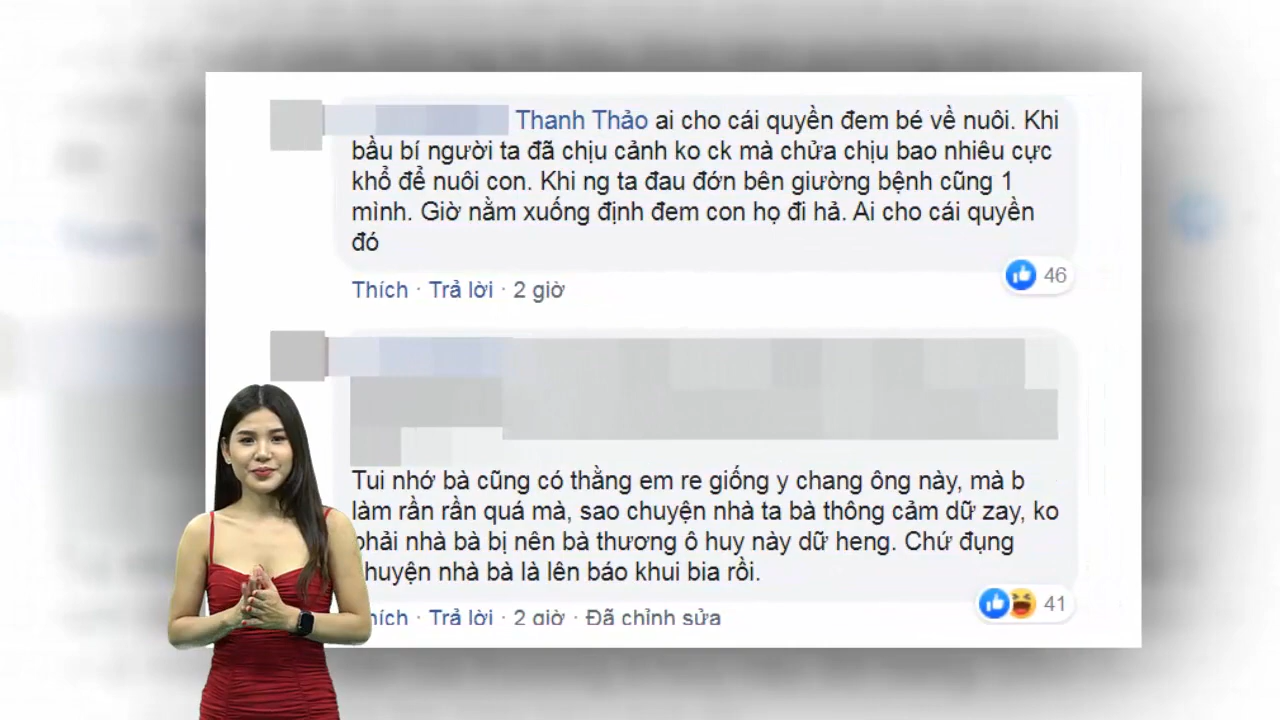 Thanh Thảo ai cho cái quyền đem bé về nuôi. Khi
bầu bí người ta đã chịu cảnh ko ck mà chửa chịu bao nhiêu cực
khổ để nuôi con. Khi ng ta đau đớn bên giường bệnh cũng 1
mình. Giờ nằm xuống định đem con họ đi hả. Ai cho cái quyền
đó
Thích · Trả lời · 2 giờ
46
Tui nhớ bà cũng có thằng em re giống y chang ông này, mà b
làm rần rần quá mà, sao chuyện nhà ta bà thông cảm dữ zay, ko
phải nhà bà bị nên bà thương ô huy này dữ heng. Chứ đụng
huyện nhà bà là lên báo khui bia rồi.
hích · Trả lời · 2 giờ · Đã chỉnh sửa
41